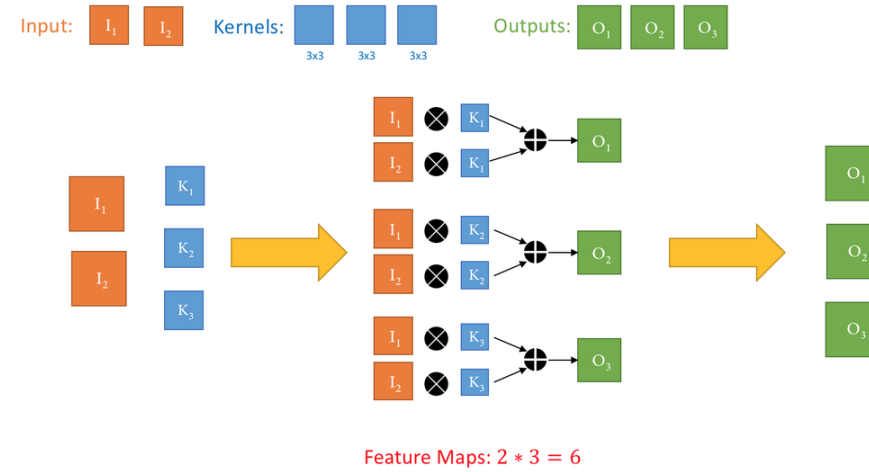 Input: I₁ I₂ Kernels: Outputs: O₁ O₂ O₃
3x3 3x3 3x3
I₁ K₁
I₂ K₁
O₁
I₁ K₂
I₂ K₂
O₂
I₁ K₃
I₂ K₃
O₃
I₁
I₂
K₁
K₂
K₃
O₁
O₂
O₃
Feature Maps: 2 * 3 = 6